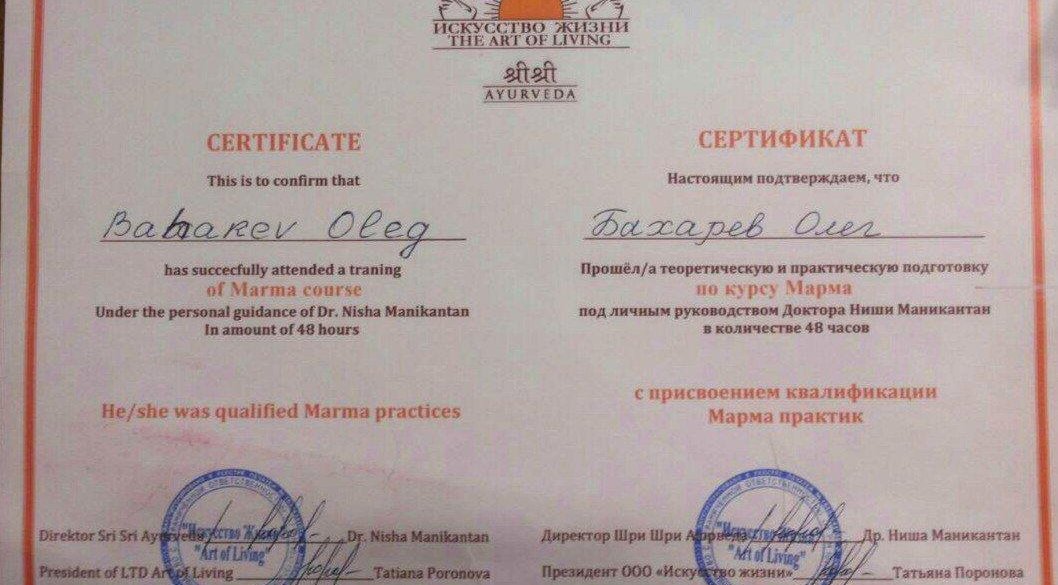 ИСКУССТВО ЖИЗНИ
THE ART OF LIVING
श्री श्री
AYURVEDA
CERTIFICATE
This is to confirm that
Baharev Oleg
has succecfully attended a traning
of Marma course
Under the personal guidance of Dr. Nisha Manikantan
In amount of 48 hours
He/she was qualified Marma practices
Direktor Sri Sri Ayurveda Dr. Nisha Manikantan
President of LTD Art of Living Tatiana Poronova
"Искусство Жизни"
"Art of Living"
СЕРТИФИКАТ
Настоящим подтверждаем, что
Бахарев Олег
Прошёл/а теоретическую и практическую подготовку
по курсу Марма
под личным руководством Доктора Ниши Маникантан
в количестве 48 часов
с присвоением квалификации
Марма практик
Директор Шри Шри Аюрведа Др. Ниша Маникантан
Президент ООО «Искусство жизни» Татьяна Поронова
"Искусство Жизни"
"Art of Living"